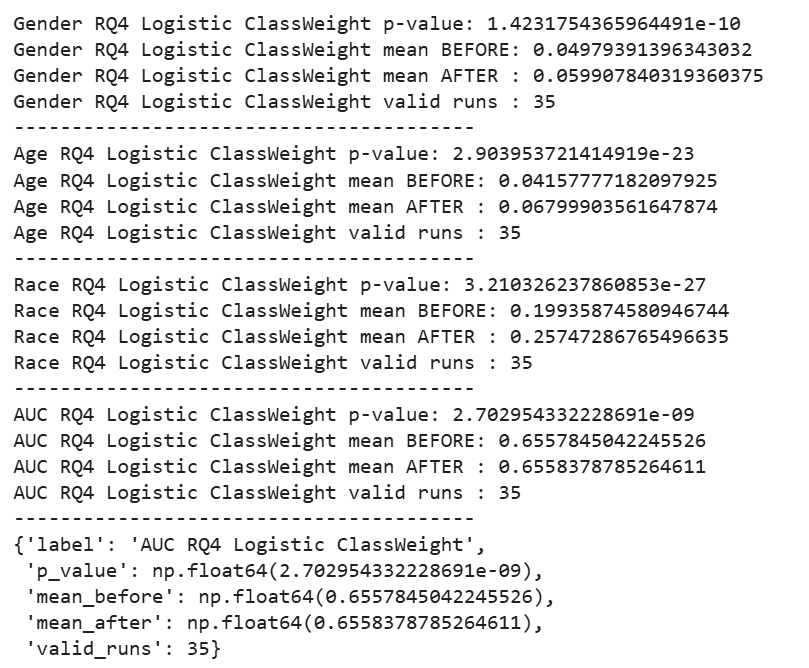 Gender RQ4 Logistic ClassWeight p-value: 1.4231754365964491e-10
Gender RQ4 Logistic ClassWeight mean BEFORE: 0.04979391396343032
Gender RQ4 Logistic ClassWeight mean AFTER : 0.059907840319360375
Gender RQ4 Logistic ClassWeight valid runs : 35
----------------------------------------
Age RQ4 Logistic ClassWeight p-value: 2.903953721414919e-23
Age RQ4 Logistic ClassWeight mean BEFORE: 0.04157777182097925
Age RQ4 Logistic ClassWeight mean AFTER : 0.06799903561647874
Age RQ4 Logistic ClassWeight valid runs : 35
----------------------------------------
Race RQ4 Logistic ClassWeight p-value: 3.210326237860853e-27
Race RQ4 Logistic ClassWeight mean BEFORE: 0.19935874580946744
Race RQ4 Logistic ClassWeight mean AFTER : 0.25747286765496635
Race RQ4 Logistic ClassWeight valid runs : 35
----------------------------------------
AUC RQ4 Logistic ClassWeight p-value: 2.702954332228691e-09
AUC RQ4 Logistic ClassWeight mean BEFORE: 0.6557845042245526
AUC RQ4 Logistic ClassWeight mean AFTER : 0.6558378785264611
AUC RQ4 Logistic ClassWeight valid runs : 35
----------------------------------------
{'label': 'AUC RQ4 Logistic ClassWeight',
 'p_value': np.float64(2.702954332228691e-09),
 'mean_before': np.float64(0.6557845042245526),
 'mean_after': np.float64(0.6558378785264611),
 'valid_runs': 35}